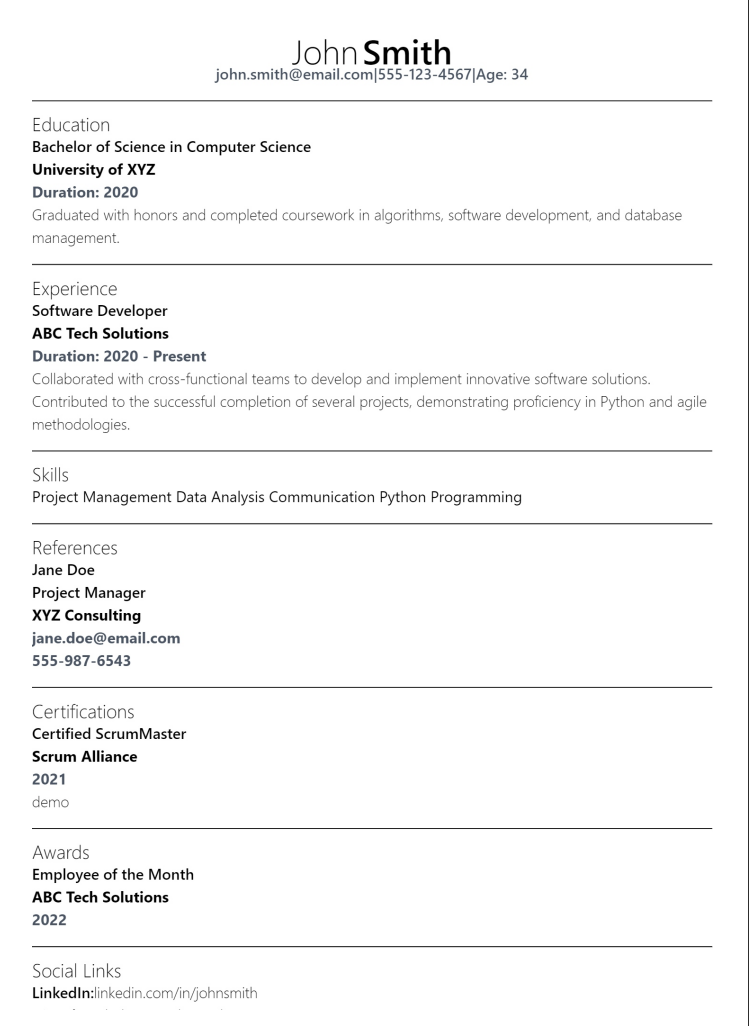 John Smith
john.smith@email.com|555-123-4567|Age: 34
Education
Bachelor of Science in Computer Science
University of XYZ
Duration: 2020
Graduated with honors and completed coursework in algorithms, software development, and database
management.
Experience
Software Developer
ABC Tech Solutions
Duration: 2020 - Present
Collaborated with cross-functional teams to develop and implement innovative software solutions.
Contributed to the successful completion of several projects, demonstrating proficiency in Python and agile
methodologies.
Skills
Project Management Data Analysis Communication Python Programming
References
Jane Doe
Project Manager
XYZ Consulting
jane.doe@email.com
555-987-6543
Certifications
Certified ScrumMaster
Scrum Alliance
2021
demo
Awards
Employee of the Month
ABC Tech Solutions
2022
Social Links
LinkedIn:linkedin.com/in/johnsmith